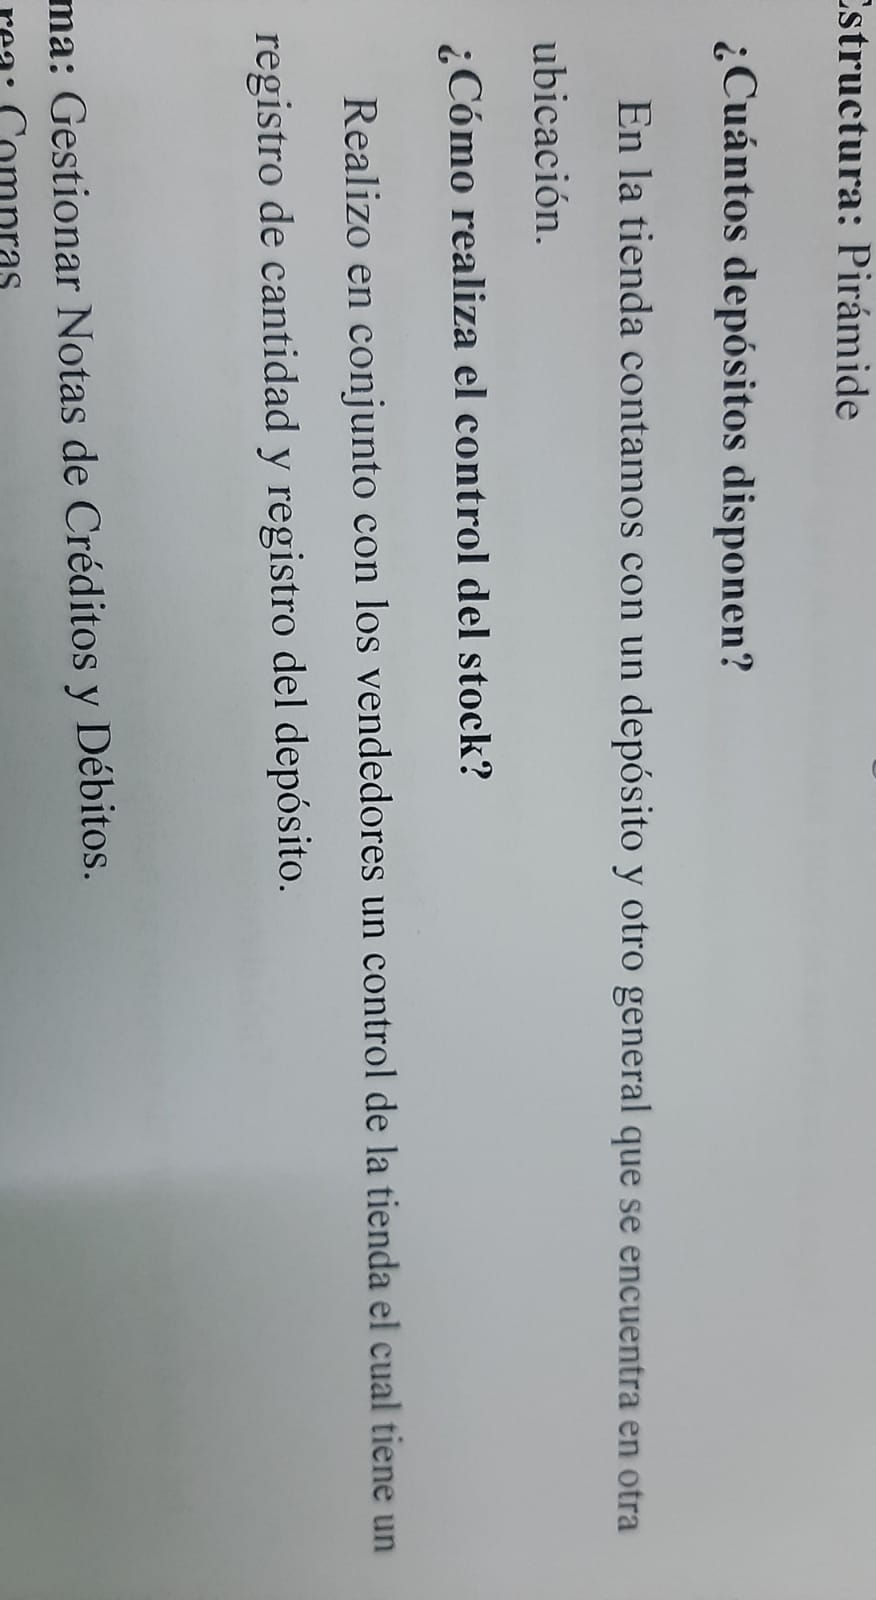 Estructura: Pirámide
¿Cuántos depósitos disponen?
En la tienda contamos con un depósito y otro general que se encuentra en otra
ubicación.
¿Cómo realiza el control del stock?
Realizo en conjunto con los vendedores un control de la tienda el cual tiene un
registro de cantidad y registro del depósito.
ma: Gestionar Notas de Créditos y Débitos.
rea: Compras